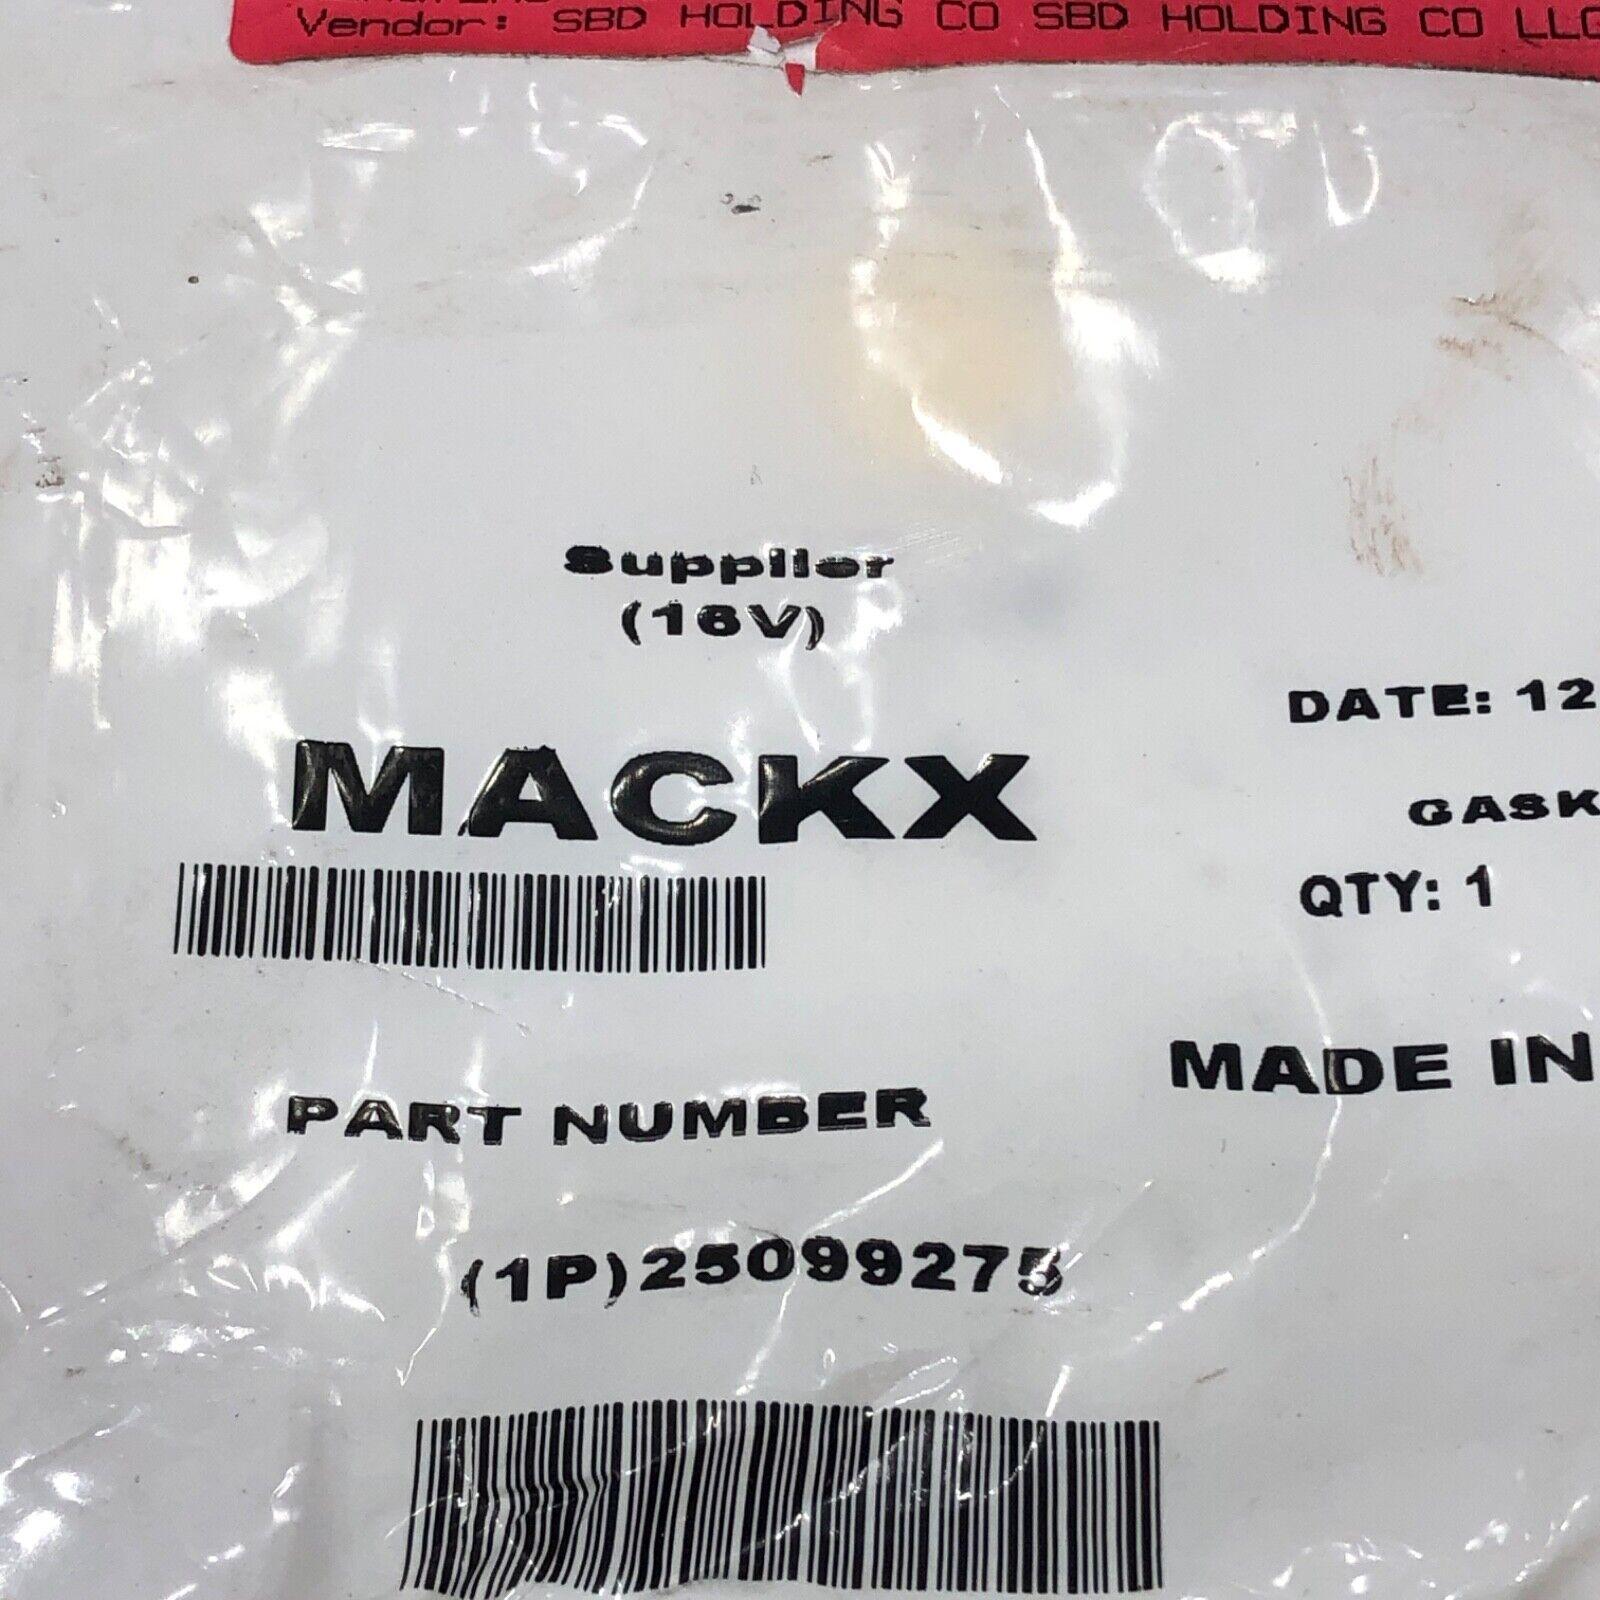 Vendor: SBD HOLDING CO SBD HOLDING CO LLC
Supplier
(16V)
MACKX
DATE: 12
GASK
QTY: 1
MADE IN
PART NUMBER
(1P)25099275